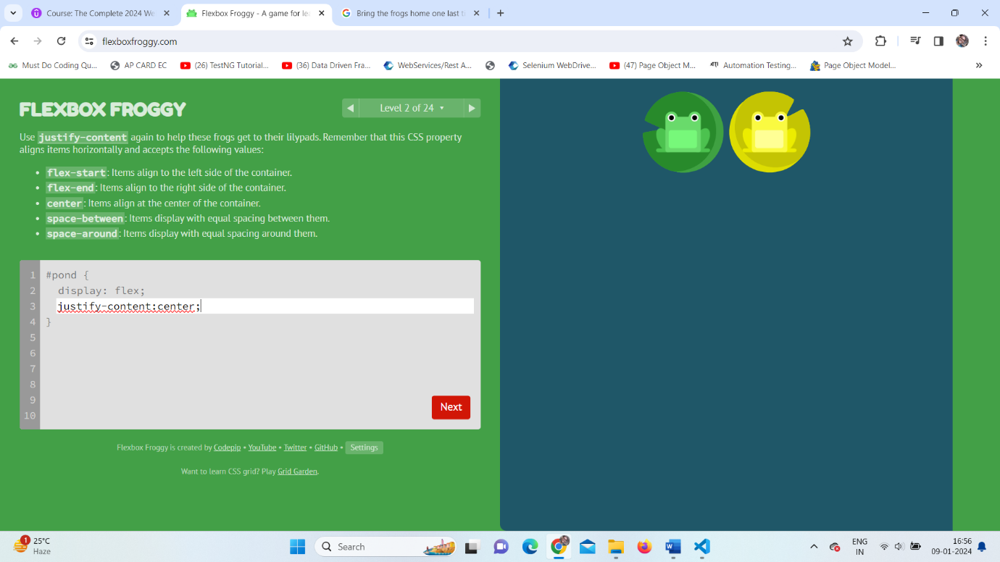 Course: The Complete 2024 We
Flexbox Froggy - A game for lea
Bring the frogs home one last t
flexboxfroggy.com
Must Do Coding Qu...
AP CARD EC
(26) TestNG Tutorial...
(36) Data Driven Fra...
WebServices/Rest A...
Selenium WebDrive...
(47) Page Object M...
Automation Testing...
Page Object Model...
FLEXBOX FROGGY
Level 2 of 24
Use justify-content again to help these frogs get to their lilypads. Remember that this CSS property
aligns items horizontally and accepts the following values:
flex-start: Items align to the left side of the container.
flex-end: Items align to the right side of the container.
center: Items align at the center of the container.
space-between: Items display with equal spacing between them.
space-around: Items display with equal spacing around them.
1 #pond {
2 display: flex;
3 justify-content:center;
4 }
5
6
7
8
9
10
Next
Flexbox Froggy is created by Codepip • YouTube • Twitter • GitHub • Settings
Want to learn CSS grid? Play Grid Garden.
1
25°C
Haze
Search
ENG
IN
16:56
09-01-2024